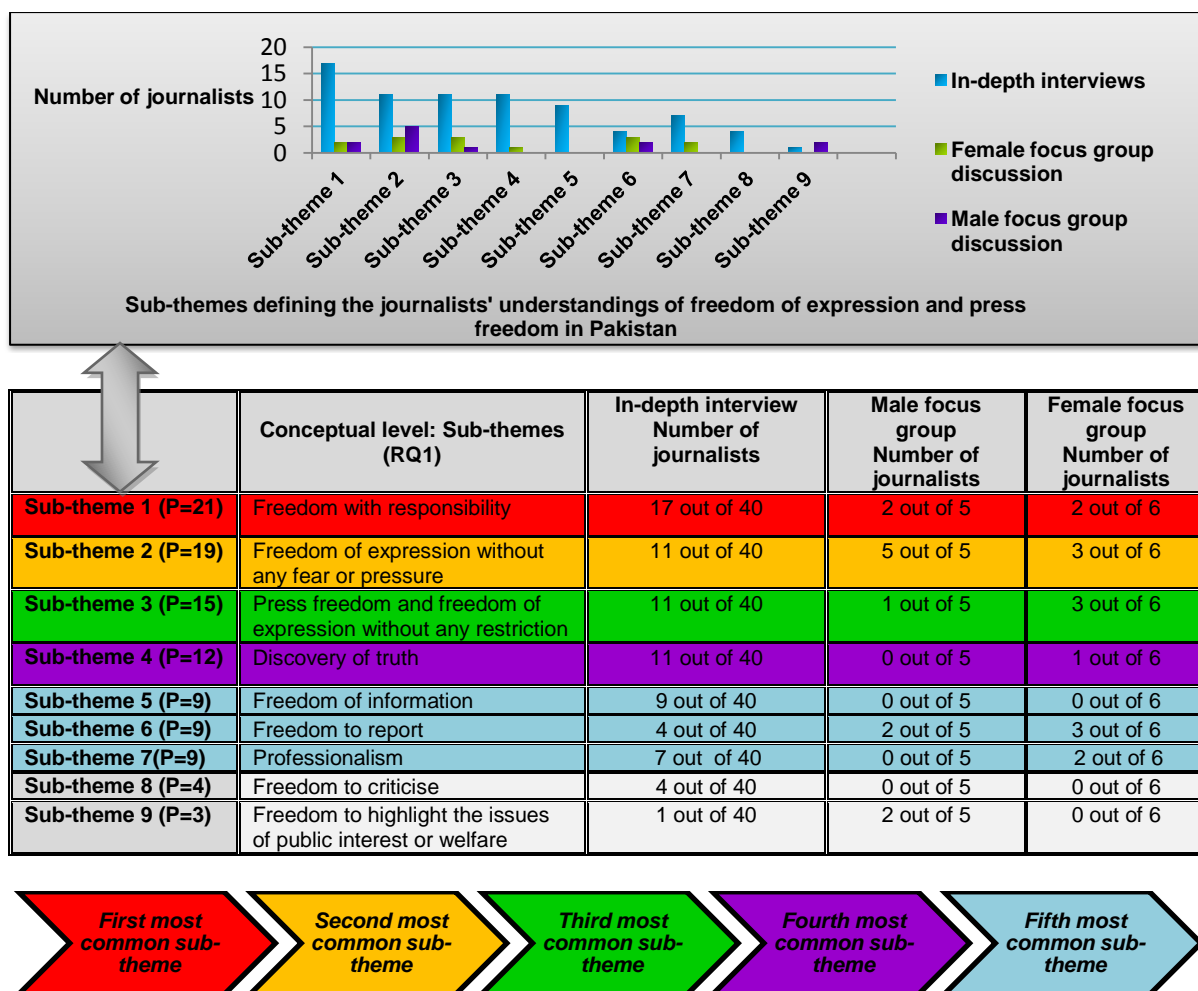 20
15
10
5
0
Number of journalists
Sub-theme 1
Sub-theme 2
Sub-theme 3
Sub-theme 4
Sub-theme 5
Sub-theme 6
Sub-theme 7
Sub-theme 8
Sub-theme 9
In-depth interviews
Female focus group
discussion
Male focus group
discussion
Sub-themes defining the journalists' understandings of freedom of expression and press
freedom in Pakistan
Conceptual level: Sub-themes
(RQ1)
In-depth interview
Number of
journalists
Male focus
group
Number of
journalists
Female focus
group
Number of
journalists
Sub-theme 1 (P=21)
Freedom with responsibility
17 out of 40
2 out of 5
2 out of 6
Sub-theme 2 (P=19)
Freedom of expression without
any fear or pressure
11 out of 40
5 out of 5
3 out of 6
Sub-theme 3 (P=15)
Press freedom and freedom of
expression without any restriction
11 out of 40
1 out of 5
3 out of 6
Sub-theme 4 (P=12)
Discovery of truth
11 out of 40
0 out of 5
1 out of 6
Sub-theme 5 (P=9)
Freedom of information
9 out of 40
0 out of 5
0 out of 6
Sub-theme 6 (P=9)
Freedom to report
4 out of 40
2 out of 5
3 out of 6
Sub-theme 7(P=9)
Professionalism
7 out  of 40
0 out of 5
2 out of 6
Sub-theme 8 (P=4)
Freedom to criticise
4 out of 40
0 out of 5
0 out of 6
Sub-theme 9 (P=3)
Freedom to highlight the issues
of public interest or welfare
1 out of 40
2 out of 5
0 out of 6
First most
common sub-
theme
Second most
common sub-
theme
Third most
common sub-
theme
Fourth most
common sub-
theme
Fifth most
common sub-
theme